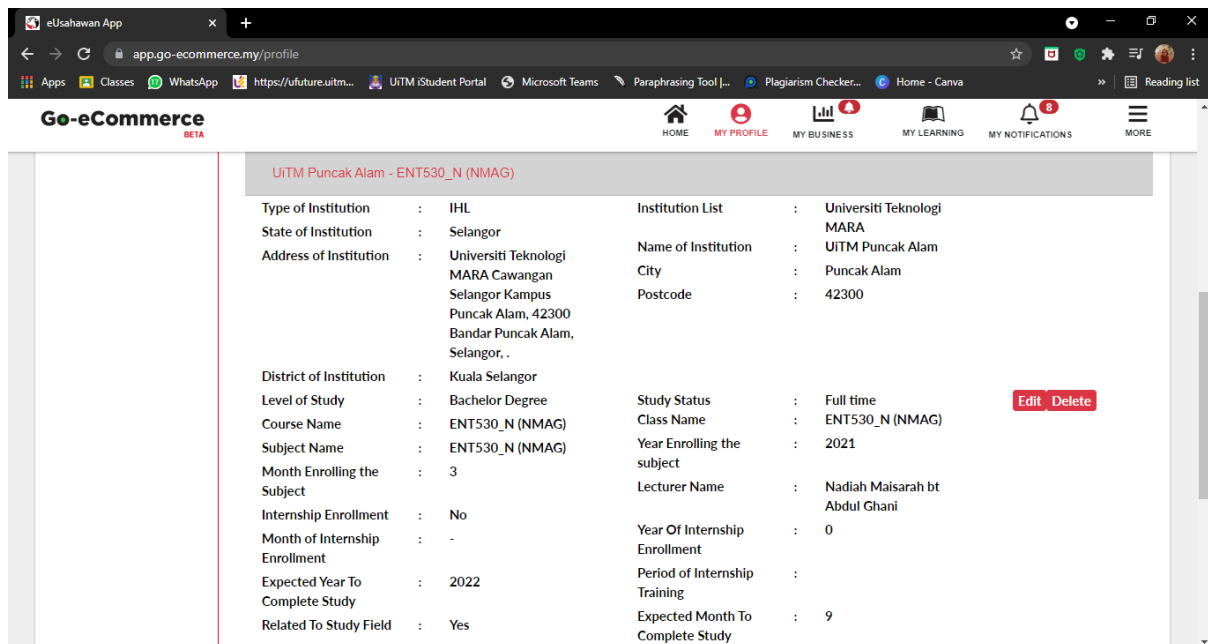 eUsahawan App
app.go-ecommerce.my/profile
Apps Classes WhatsApp https://ufuture.uitm... UiTM iStudent Portal Microsoft Teams Paraphrasing Tool |... Plagiarism Checker... Home - Canva » Reading list
Go-eCommerce
BETA
HOME MY PROFILE MY BUSINESS MY LEARNING 8 MY NOTIFICATIONS MORE
UiTM Puncak Alam - ENT530_N (NMAG)
Type of Institution : IHL
Institution List : Universiti Teknologi
MARA
State of Institution : Selangor
Name of Institution : UiTM Puncak Alam
Address of Institution : Universiti Teknologi
MARA Cawangan
Selangor Kampus
Puncak Alam, 42300
Bandar Puncak Alam,
Selangor, .
City : Puncak Alam
Postcode : 42300
District of Institution : Kuala Selangor
Level of Study : Bachelor Degree
Study Status : Full time
Edit Delete
Course Name : ENT530_N (NMAG)
Class Name : ENT530_N (NMAG)
Subject Name : ENT530_N (NMAG)
Year Enrolling the : 2021
subject
Month Enrolling the : 3
Subject
Lecturer Name : Nadiah Maisarah bt
Abdul Ghani
Internship Enrollment : No
Year Of Internship : 0
Enrollment
Month of Internship : -
Enrollment
Period of Internship :
Training
Expected Year To : 2022
Complete Study
Expected Month To : 9
Complete Study
Related To Study Field : Yes